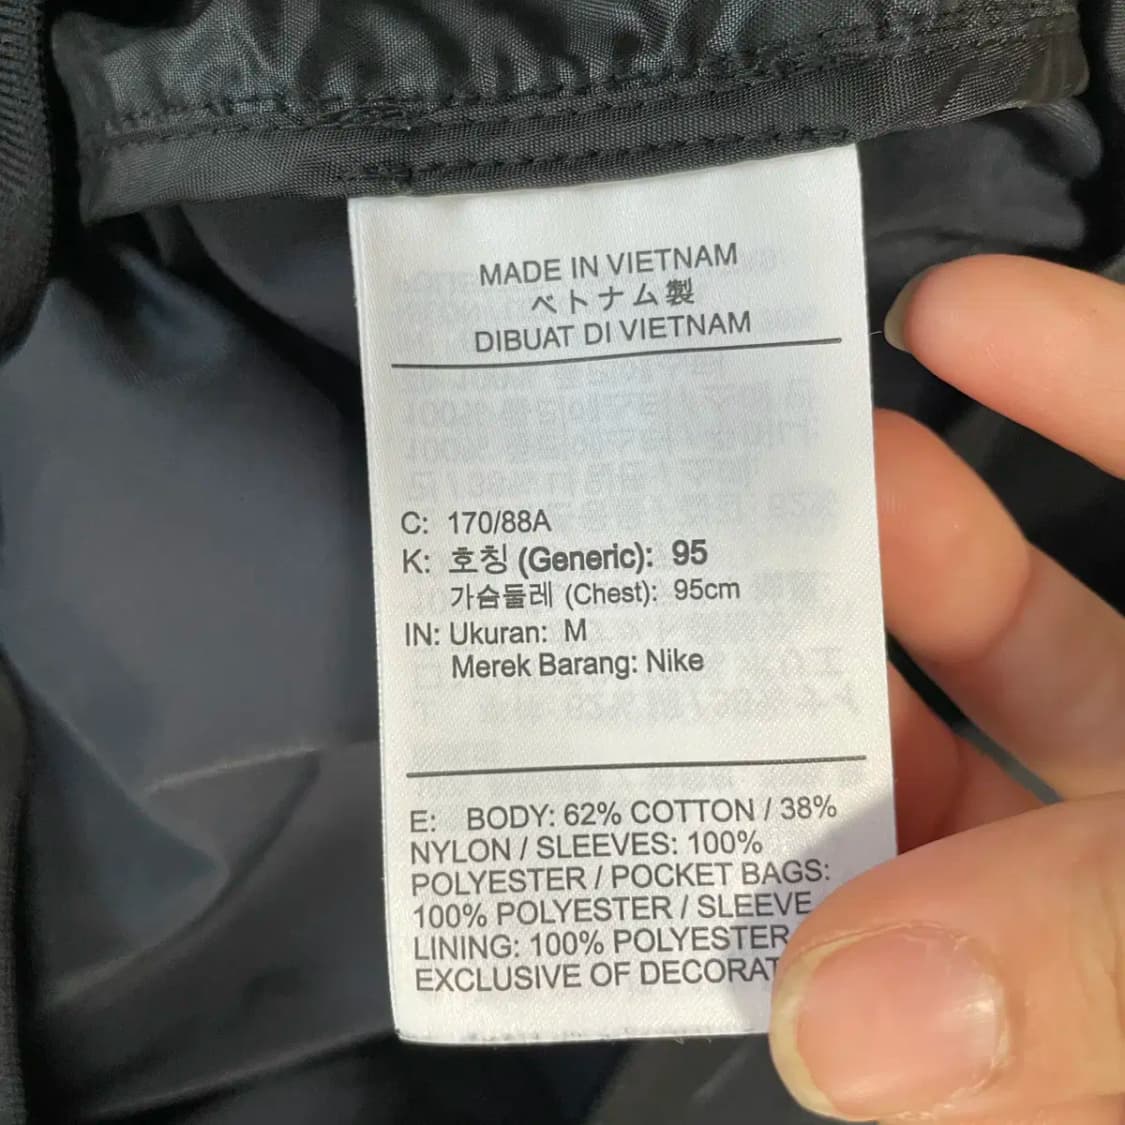 MADE IN VIETNAM
ベトナム製
DIBUAT DI VIETNAM
C: 170/88A
K: 호칭 (Generic): 95
가슴둘레 (Chest): 95cm
IN: Ukuran: M
Merek Barang: Nike
E: BODY: 62% COTTON / 38%
NYLON / SLEEVES: 100%
POLYESTER / POCKET BAGS:
100% POLYESTER / SLEEVE
LINING: 100% POLYESTER
EXCLUSIVE OF